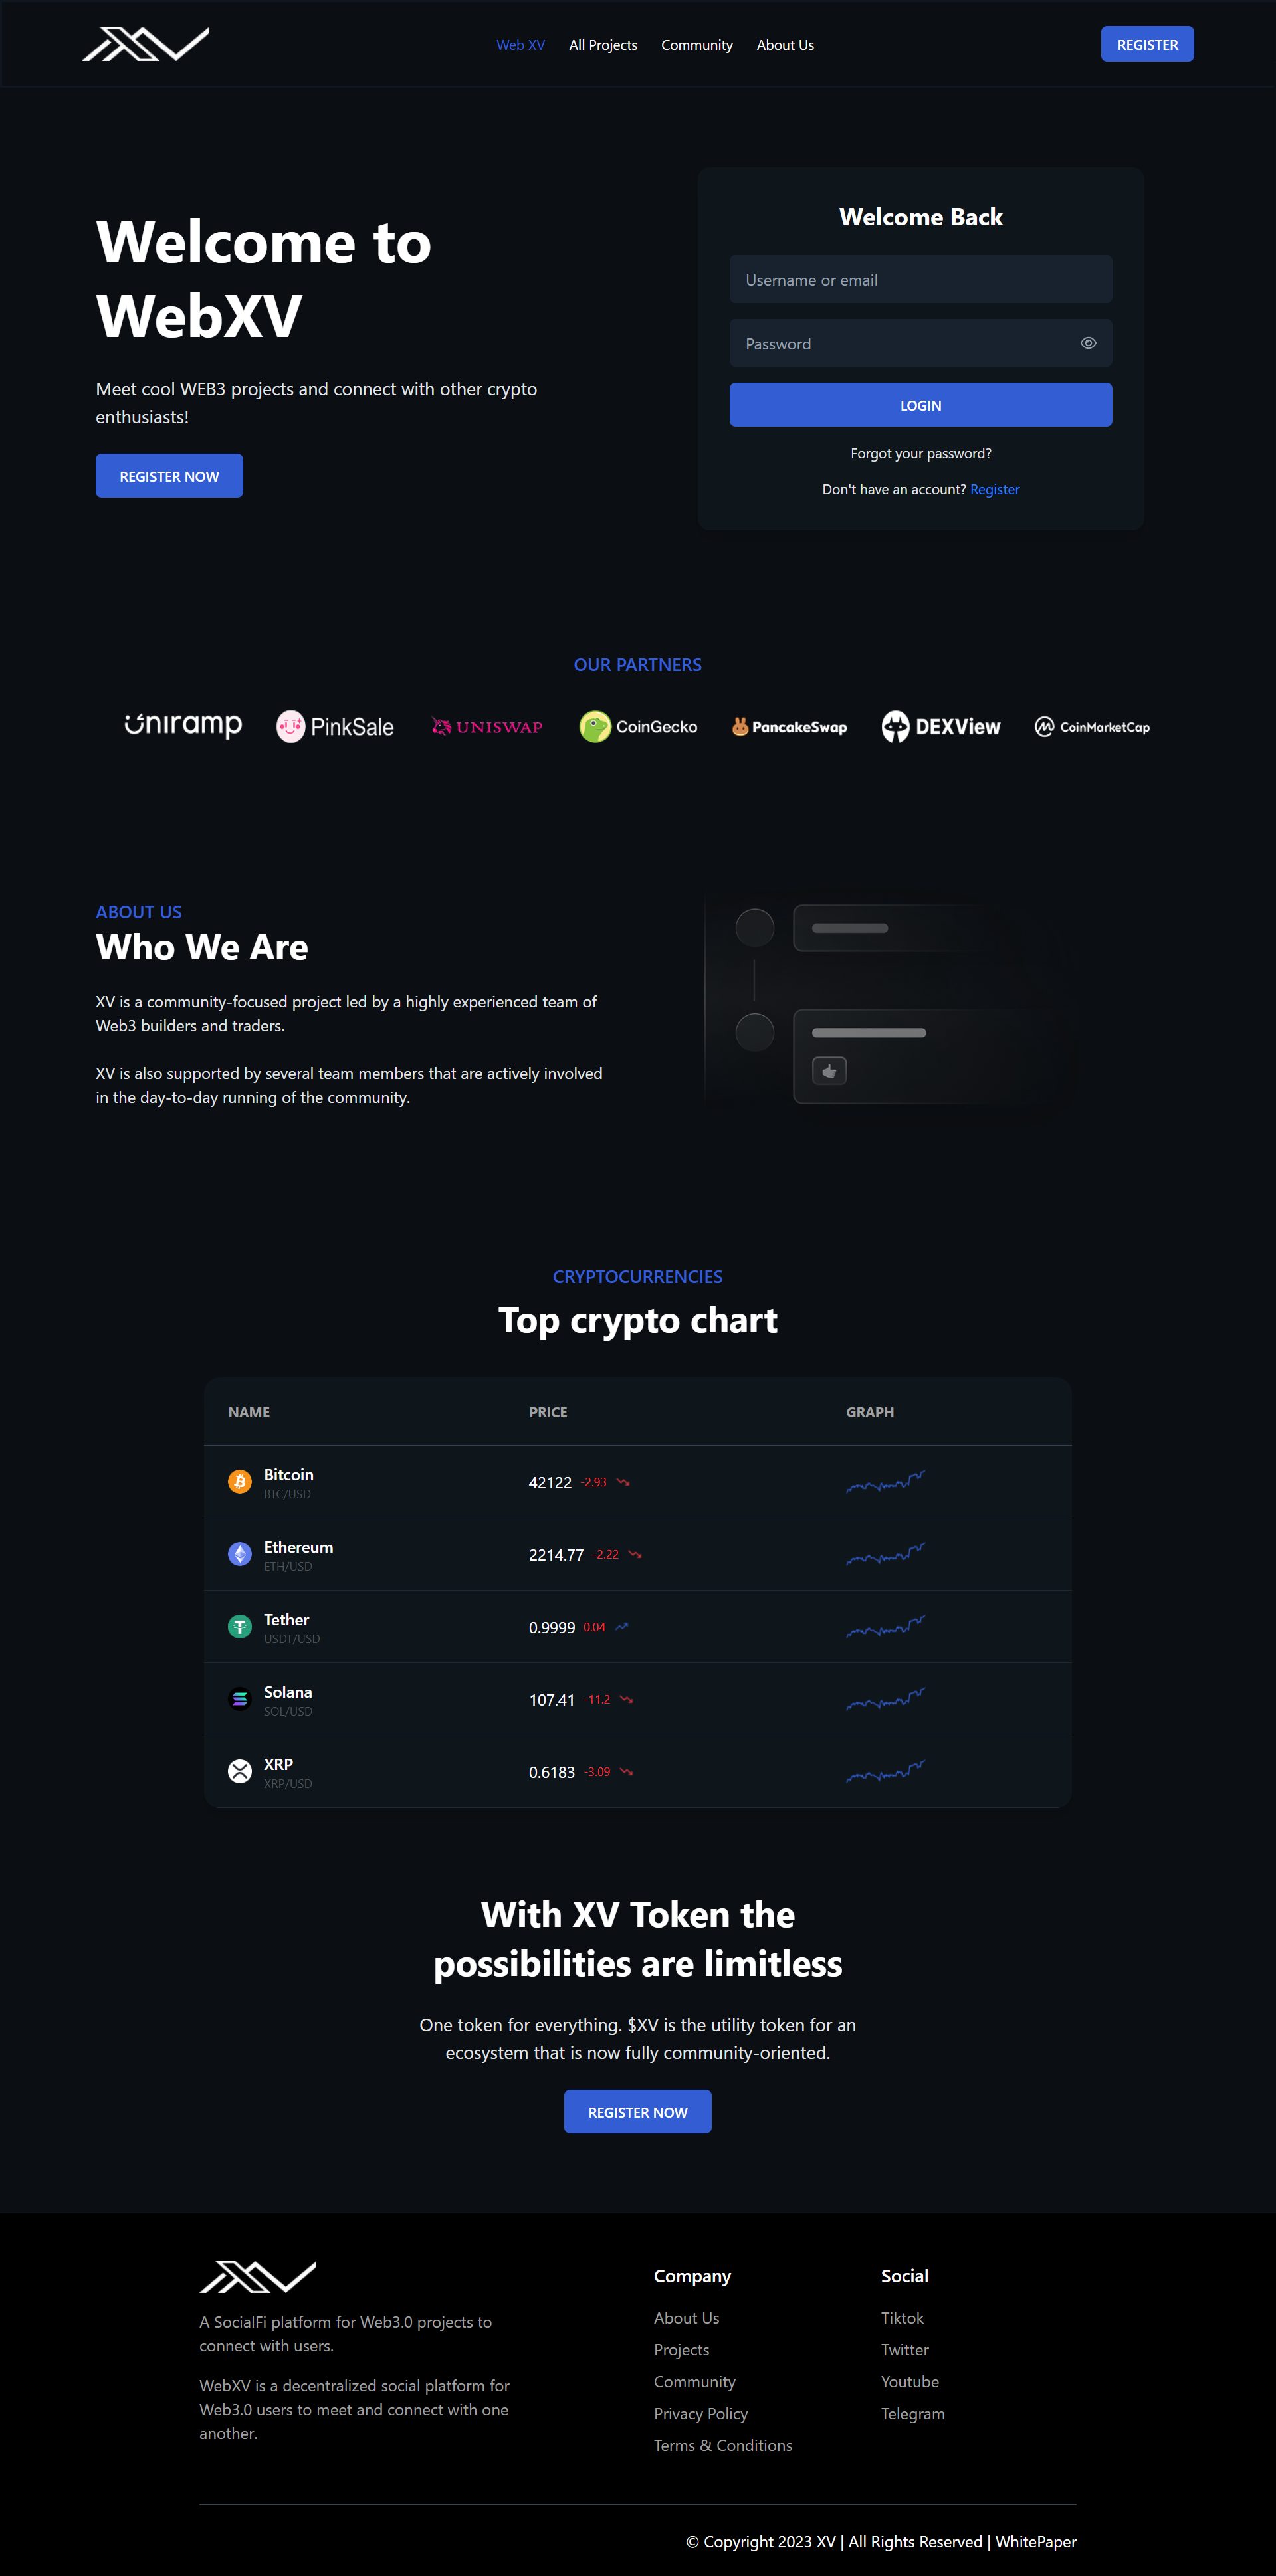 XV
Web XV
All Projects
Community
About Us
REGISTER
Welcome to
WebXV
Meet cool WEB3 projects and connect with other crypto
enthusiasts!
REGISTER NOW
Welcome Back
Username or email
Password
LOGIN
Forgot your password?
Don't have an account? Register
OUR PARTNERS
uniramp
PinkSale
UNISWAP
CoinGecko
PancakeSwap
DEXView
CoinMarketCap
ABOUT US
Who We Are
XV is a community-focused project led by a highly experienced team of
Web3 builders and traders.
XV is also supported by several team members that are actively involved
in the day-to-day running of the community.
CRYPTOCURRENCIES
Top crypto chart
NAME PRICE GRAPH
Bitcoin
BTC/USD
42122 -2.93
Ethereum
ETH/USD
2214.77 -2.22
Tether
USDT/USD
0.9999 0.04
Solana
SOL/USD
107.41 -11.2
XRP
XRP/USD
0.6183 -3.09
With XV Token the
possibilities are limitless
One token for everything. $XV is the utility token for an
ecosystem that is now fully community-oriented.
REGISTER NOW
XV
A SocialFi platform for Web3.0 projects to
connect with users.
WebXV is a decentralized social platform for
Web3.0 users to meet and connect with one
another.
Company
About Us
Projects
Community
Privacy Policy
Terms & Conditions
Social
Tiktok
Twitter
Youtube
Telegram
© Copyright 2023 XV | All Rights Reserved | WhitePaper